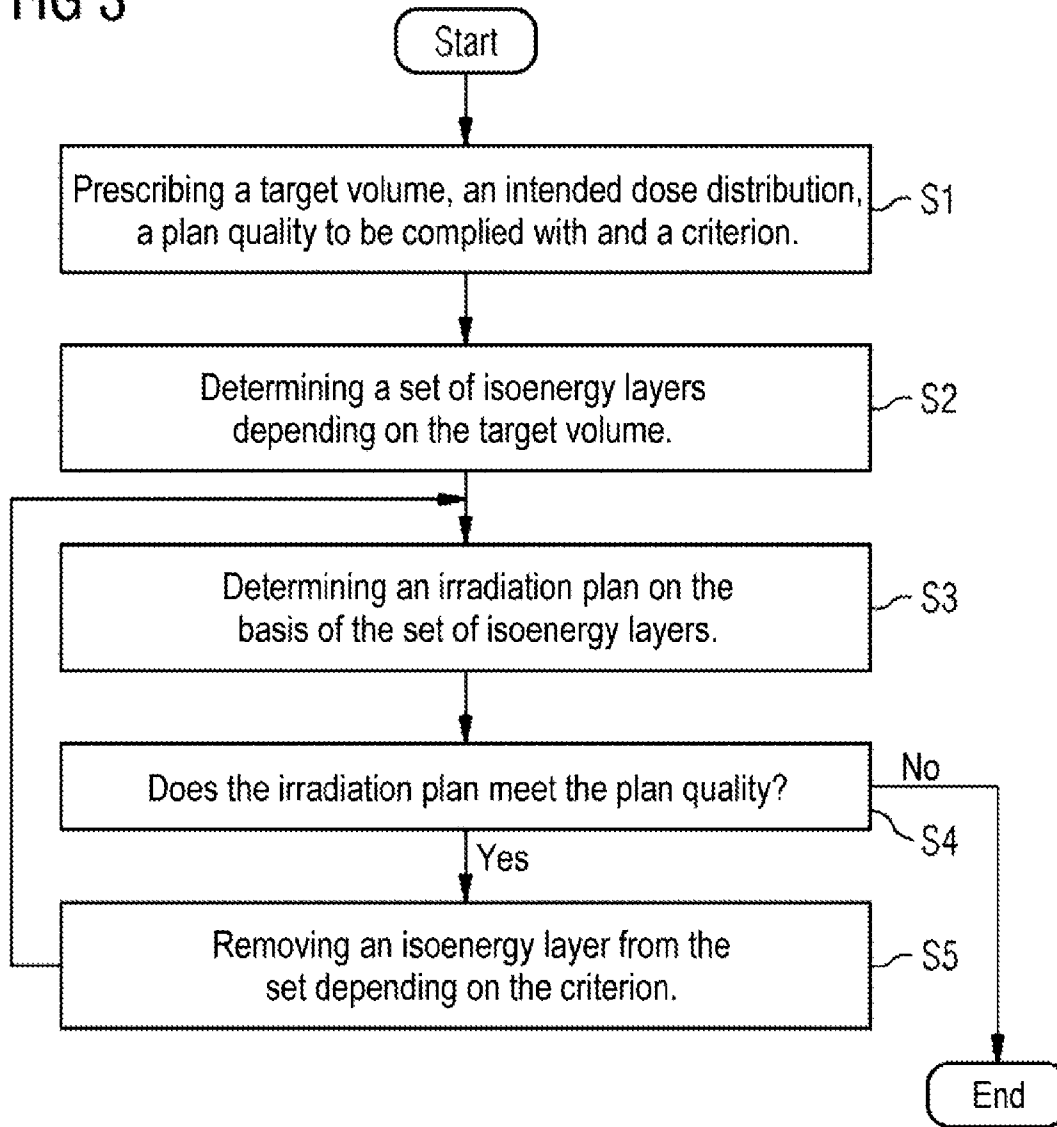 FIG 3
Start
Prescribing a target volume, an intended dose distribution,
a plan quality to be complied with and a criterion.
S1
Determining a set of isoenergy layers
depending on the target volume.
S2
Determining an irradiation plan on the
basis of the set of isoenergy layers.
S3
Does the irradiation plan meet the plan quality?
No
S4
Yes
Removing an isoenergy layer from the
set depending on the criterion.
S5
End